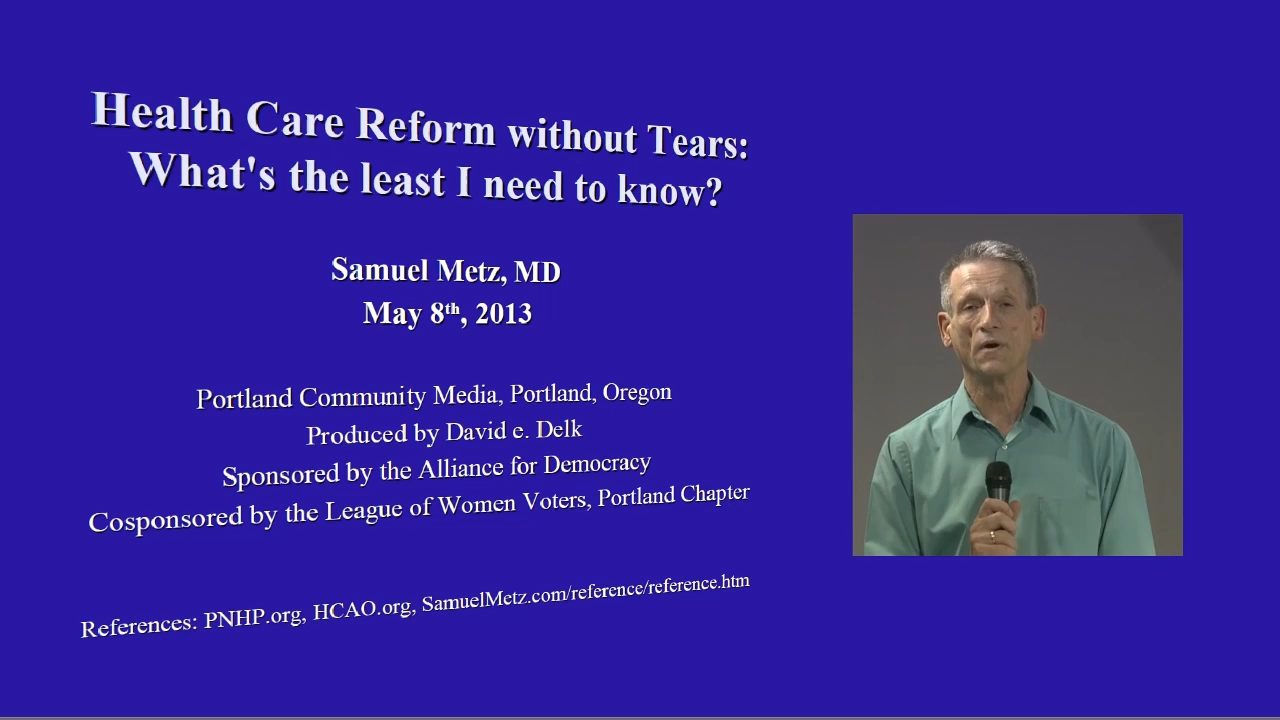 Health Care Reform without Tears:
What's the least I need to know?
Samuel Metz, MD
May 8th, 2013
Portland Community Media, Portland, Oregon
Produced by David e. Delk
Sponsored by the Alliance for Democracy
Cosponsored by the League of Women Voters, Portland Chapter
References: PNHP.org, HCAO.org, SamuelMetz.com/reference/reference.htm